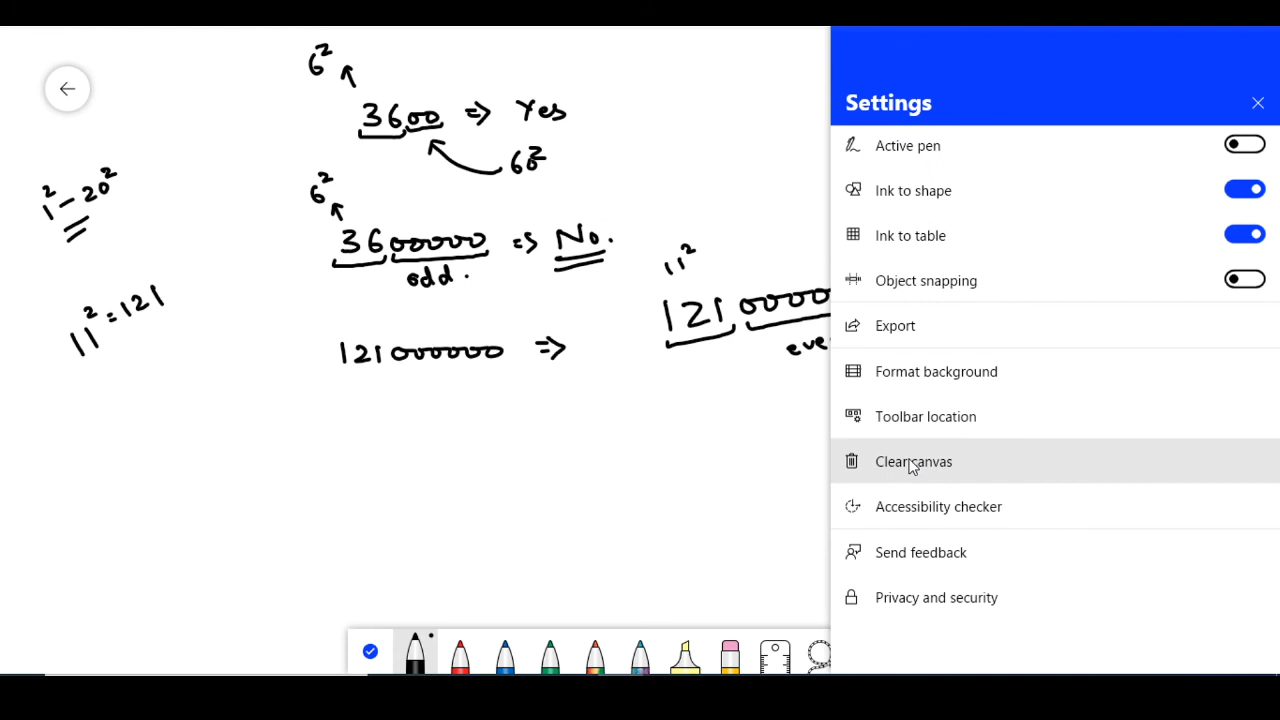 6²
3600 => Yes
60²
1² - 20²
6²
3600000 => No.
odd.
11² = 121
11²
121 0000
eve
121000000 =>
Settings
Active pen
Ink to shape
Ink to table
Object snapping
Export
Format background
Toolbar location
Clear canvas
Accessibility checker
Send feedback
Privacy and security